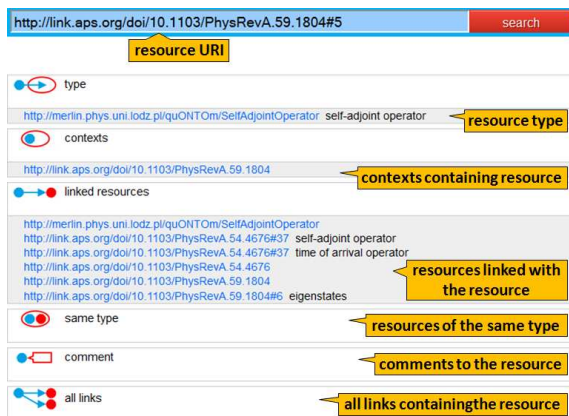 http://link.aps.org/doi/10.1103/PhysRevA.59.1804#5 search
resource URI
type
http://merlin.phys.uni.lodz.pl/quONTOm/SelfAdjointOperator self-adjoint operator
resource type
contexts
http://link.aps.org/doi/10.1103/PhysRevA.59.1804
contexts containing resource
linked resources
http://merlin.phys.uni.lodz.pl/quONTOm/SelfAdjointOperator
http://link.aps.org/doi/10.1103/PhysRevA.54.4676#37 self-adjoint operator
http://link.aps.org/doi/10.1103/PhysRevA.54.4676#37 time of arrival operator
http://link.aps.org/doi/10.1103/PhysRevA.54.4676
http://link.aps.org/doi/10.1103/PhysRevA.59.1804
http://link.aps.org/doi/10.1103/PhysRevA.59.1804#6 eigenstates
resources linked with
the resource
same type
resources of the same type
comment
comments to the resource
all links
all links containingthe resource